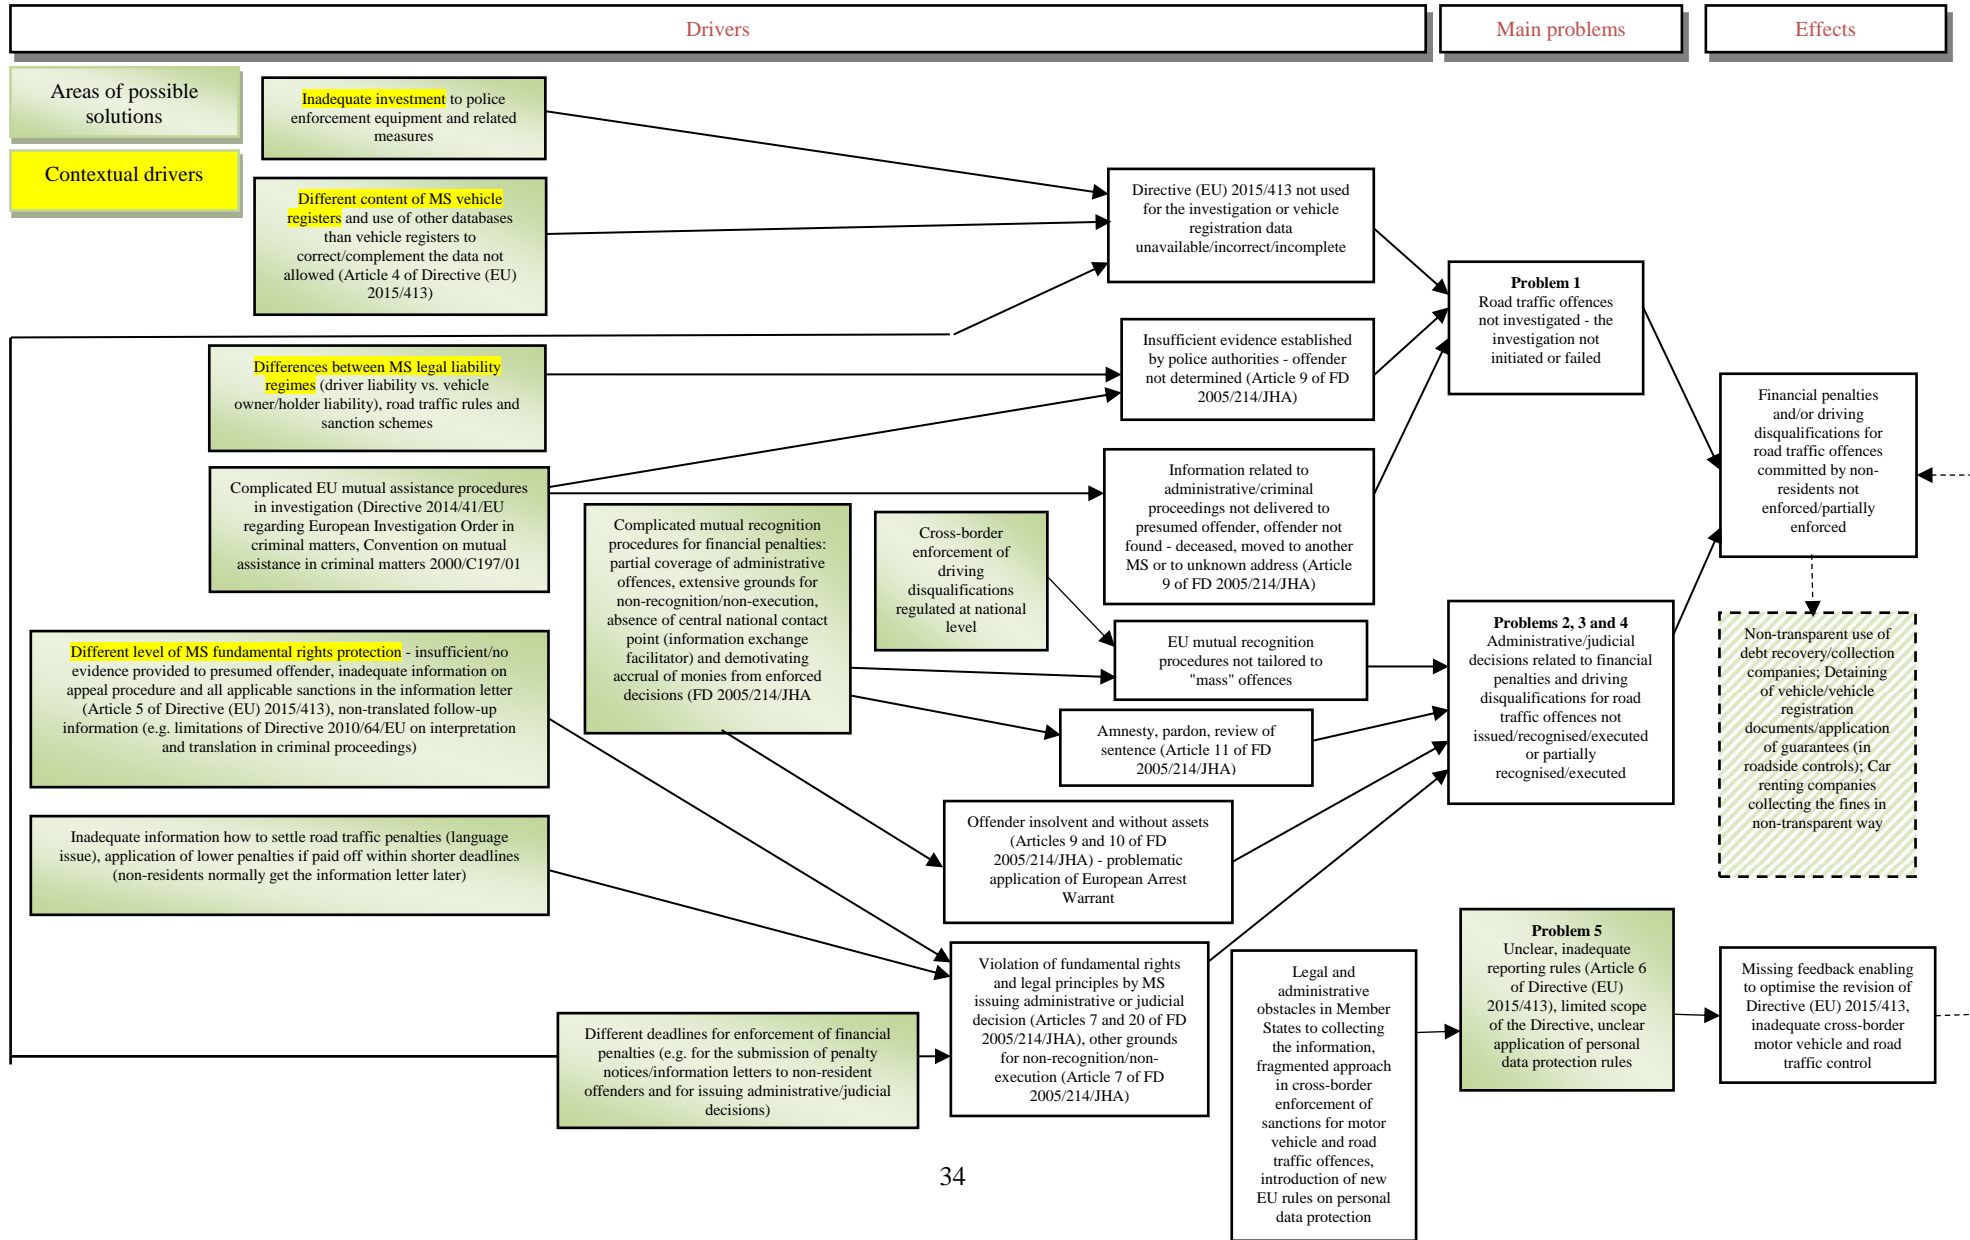 Drivers
Main problems
Effects
Areas of possible
solutions
Contextual drivers
Inadequate investment to police
enforcement equipment and related
measures
Different content of MS vehicle
registers and use of other databases
than vehicle registers to
correct/complement the data not
allowed (Article 4 of Directive (EU)
2015/413)
Differences between MS legal liability
regimes (driver liability vs. vehicle
owner/holder liability), road traffic rules and
sanction schemes
Complicated EU mutual assistance procedures
in investigation (Directive 2014/41/EU
regarding European Investigation Order in
criminal matters, Convention on mutual
assistance in criminal matters 2000/C197/01
Different level of MS fundamental rights protection - insufficient/no
evidence provided to presumed offender, inadequate information on
appeal procedure and all applicable sanctions in the information letter
(Article 5 of Directive (EU) 2015/413), non-translated follow-up
information (e.g. limitations of Directive 2010/64/EU on interpretation
and translation in criminal proceedings)
Inadequate information how to settle road traffic penalties (language
issue), application of lower penalties if paid off within shorter deadlines
(non-residents normally get the information letter later)
Complicated mutual recognition
procedures for financial penalties:
partial coverage of administrative
offences, extensive grounds for
non-recognition/non-execution,
absence of central national contact
point (information exchange
facilitator) and demotivating
accrual of monies from enforced
decisions (FD 2005/214/JHA
Different deadlines for enforcement of financial
penalties (e.g. for the submission of penalty
notices/information letters to non-resident
offenders and for issuing administrative/judicial
decisions)
Cross-border
enforcement of
driving
disqualifications
regulated at national
level
Directive (EU) 2015/413 not used
for the investigation or vehicle
registration data
unavailable/incorrect/incomplete
Insufficient evidence established
by police authorities - offender
not determined (Article 9 of FD
2005/214/JHA)
Information related to
administrative/criminal
proceedings not delivered to
presumed offender, offender not
found - deceased, moved to another
MS or to unknown address (Article
9 of FD 2005/214/JHA)
EU mutual recognition
procedures not tailored to
"mass" offences
Amnesty, pardon, review of
sentence (Article 11 of FD
2005/214/JHA)
Offender insolvent and without assets
(Articles 9 and 10 of FD
2005/214/JHA) - problematic
application of European Arrest
Warrant
Violation of fundamental rights
and legal principles by MS
issuing administrative or judicial
decision (Articles 7 and 20 of FD
2005/214/JHA), other grounds
for non-recognition/non-
execution (Article 7 of FD
2005/214/JHA)
Legal and
administrative
obstacles in Member
States to collecting
the information,
fragmented approach
in cross-border
enforcement of
sanctions for motor
vehicle and road
traffic offences,
introduction of new
EU rules on personal
data protection
Problem 1
Road traffic offences
not investigated - the
investigation not
initiated or failed
Problems 2, 3 and 4
Administrative/judicial
decisions related to financial
penalties and driving
disqualifications for road
traffic offences not
issued/recognised/executed
or partially
recognised/executed
Problem 5
Unclear, inadequate
reporting rules (Article 6
of Directive (EU)
2015/413), limited scope
of the Directive, unclear
application of personal
data protection rules
Financial penalties
and/or driving
disqualifications for
road traffic offences
committed by non-
residents not
enforced/partially
enforced
Non-transparent use of
debt recovery/collection
companies; Detaining
of vehicle/vehicle
registration
documents/application
of guarantees (in
roadside controls); Car
renting companies
collecting the fines in
non-transparent way
Missing feedback enabling
to optimise the revision of
Directive (EU) 2015/413,
inadequate cross-border
motor vehicle and road
traffic control
34